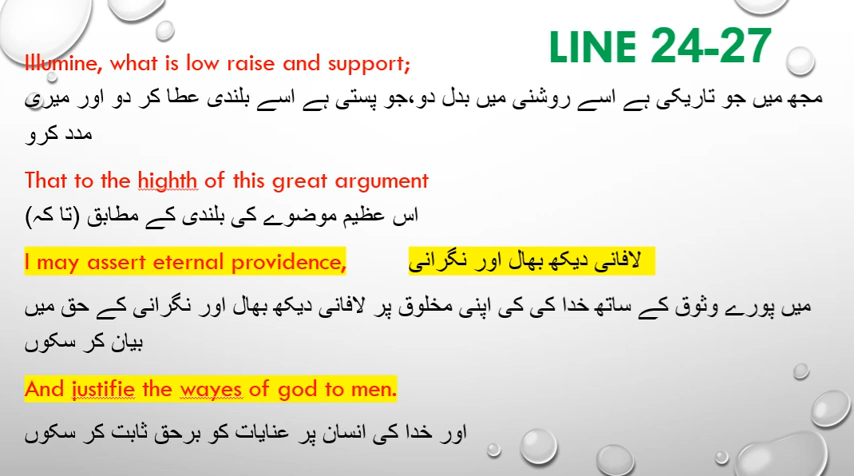 LINE 24-27
Illumine, what is low raise and support;
مجھ میں جو تاریکی ہے اسے روشنی میں بدل دو،جو پستی ہے اسے بلندی عطا کر دو اور میری
مدد کرو
That to the highth of this great argument
اس عظیم موضوے کی بلندی کے مطابق (تا کہ)
I may assert eternal providence,
لافانی دیکھ بھال اور نگرانی
میں پورے وثوق کے ساتھ خدا کی کی اپنی مخلوق پر لافانی دیکھ بھال اور نگرانی کے حق میں
بیان کر سکوں
And justifie the wayes of god to men.
اور خدا کی انسان پر عنایات کو برحق ثابت کر سکوں